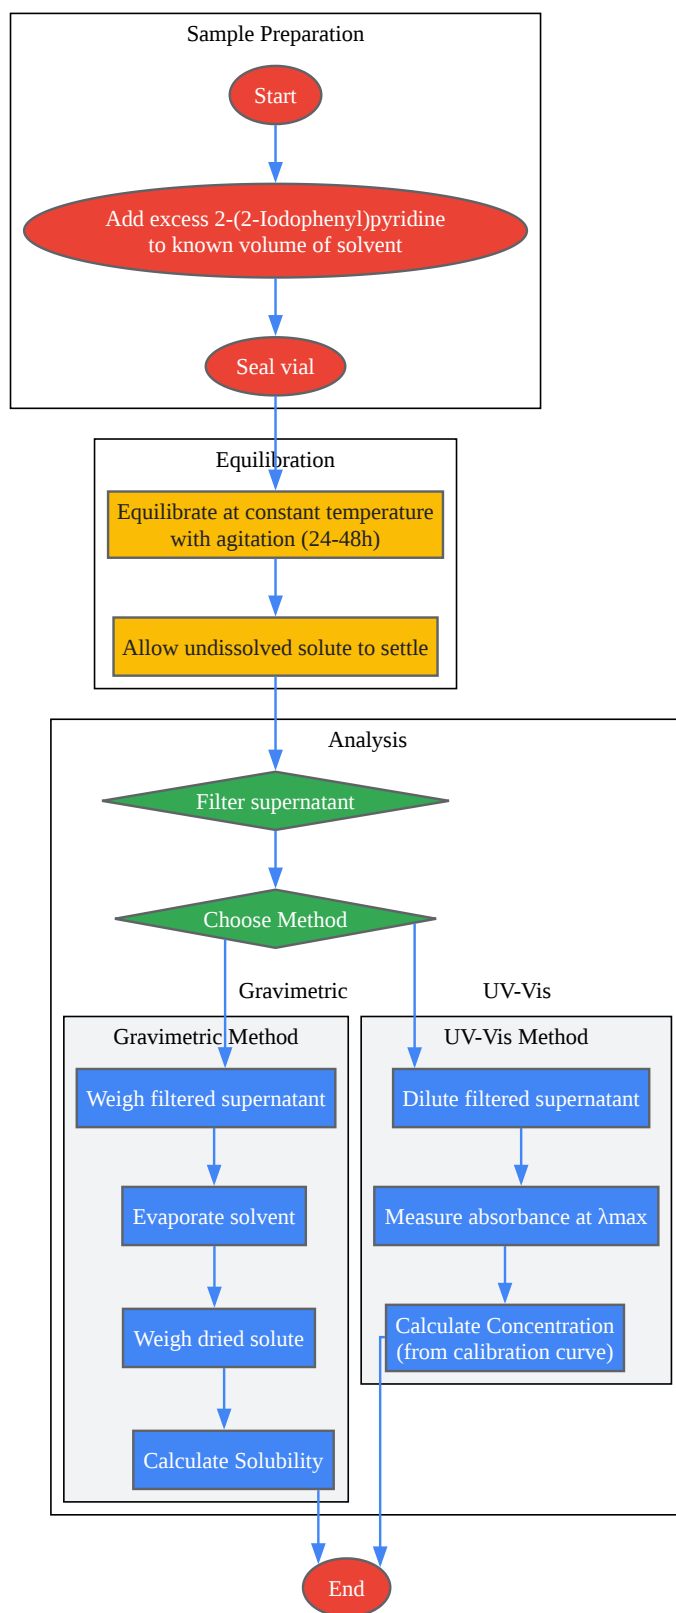 Sample Preparation
Start
Add excess 2-(2-Iodophenyl)pyridine
to known volume of solvent
Seal vial
Equilibration
Equilibrate at constant temperature
with agitation (24-48h)
Allow undissolved solute to settle
Analysis
Filter supernatant
Choose Method
Gravimetric
UV-Vis
Gravimetric Method
Weigh filtered supernatant
Evaporate solvent
Weigh dried solute
Calculate Solubility
UV-Vis Method
Dilute filtered supernatant
Measure absorbance at λmax
Calculate Concentration
(from calibration curve)
End